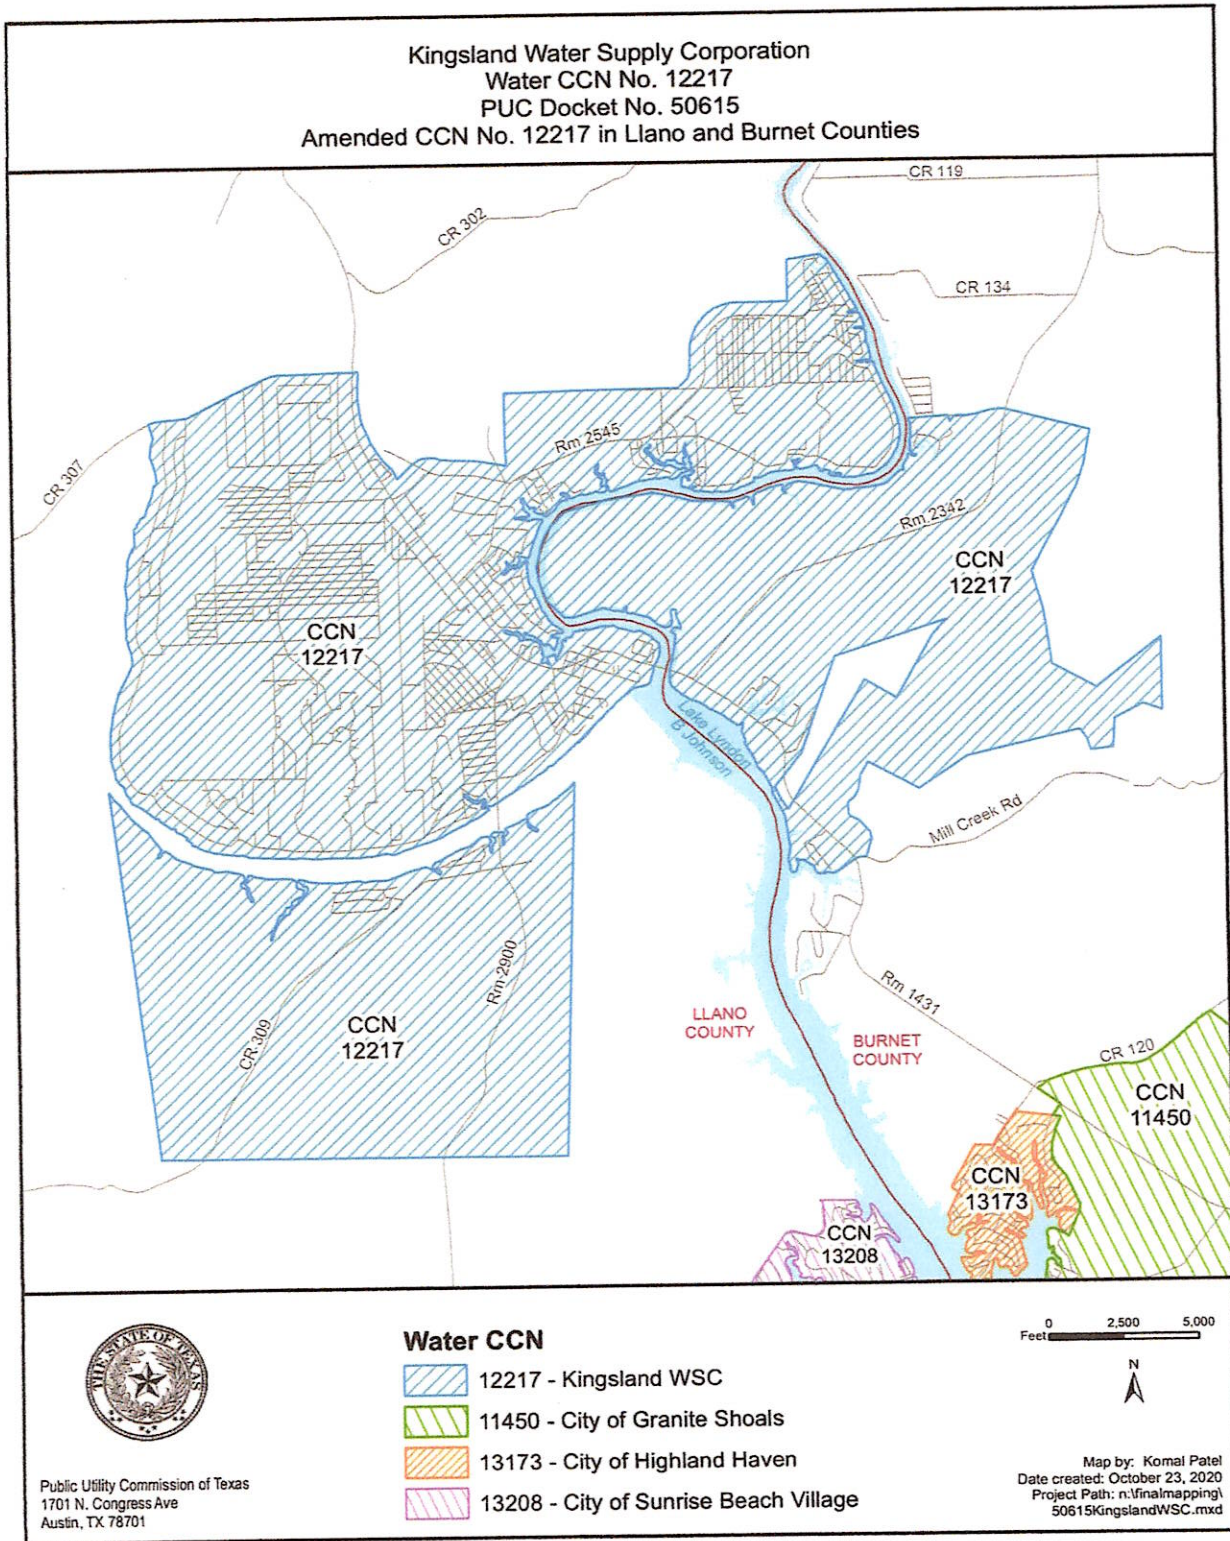 Kingsland Water Supply Corporation
Water CCN No. 12217
PUC Docket No. 50615
Amended CCN No. 12217 in Llano and Burnet Counties
CR 119
CR 302
CR 134
Rm 2545
CR 307
Rm 2342
CCN
12217
CCN
12217
Lake Lyndon
B Johnson
Mill Creek Rd
Rm 2900
Rm 1431
LLANO
COUNTY
BURNET
COUNTY
CCN
12217
CR 309
CR 120
CCN
11450
CCN
13173
CCN
13208
THE STATE OF TEXAS
Water CCN
12217 - Kingsland WSC
11450 - City of Granite Shoals
13173 - City of Highland Haven
13208 - City of Sunrise Beach Village
0 2,500 5,000
Feet
N
Public Utility Commission of Texas
1701 N. Congress Ave
Austin, TX 78701
Map by: Komal Patel
Date created: October 23, 2020
Project Path: n:\finalmapping\
50615KingslandWSC.mxd